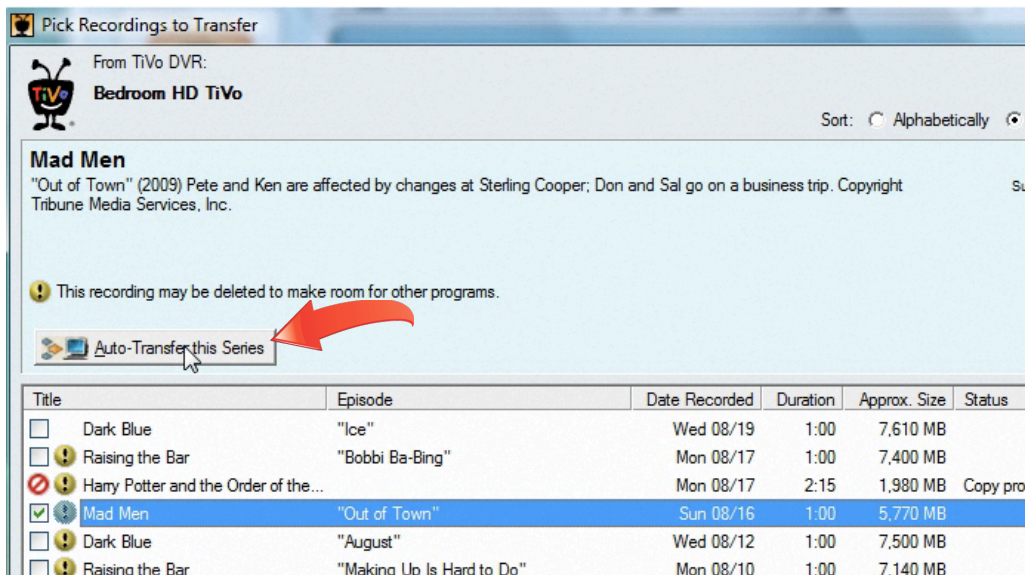 Pick Recordings to Transfer
From TiVo DVR:
TiVo
Bedroom HD TiVo
Sort: Alphabetically
Mad Men
"Out of Town" (2009) Pete and Ken are affected by changes at Sterling Cooper; Don and Sal go on a business trip. Copyright
Tribune Media Services, Inc.
This recording may be deleted to make room for other programs.
Auto-Transfer this Series
Title Episode Date Recorded Duration Approx. Size Status
Dark Blue "Ice" Wed 08/19 1:00 7,610 MB
Raising the Bar "Bobbi Ba-Bing" Mon 08/17 1:00 7,400 MB
Harry Potter and the Order of the... Mon 08/17 2:15 1,980 MB Copy pro
Mad Men "Out of Town" Sun 08/16 1:00 5,770 MB
Dark Blue "August" Wed 08/12 1:00 7,500 MB
Raising the Bar "Making Up Is Hard to Do" Mon 08/10 1:00 7,140 MB